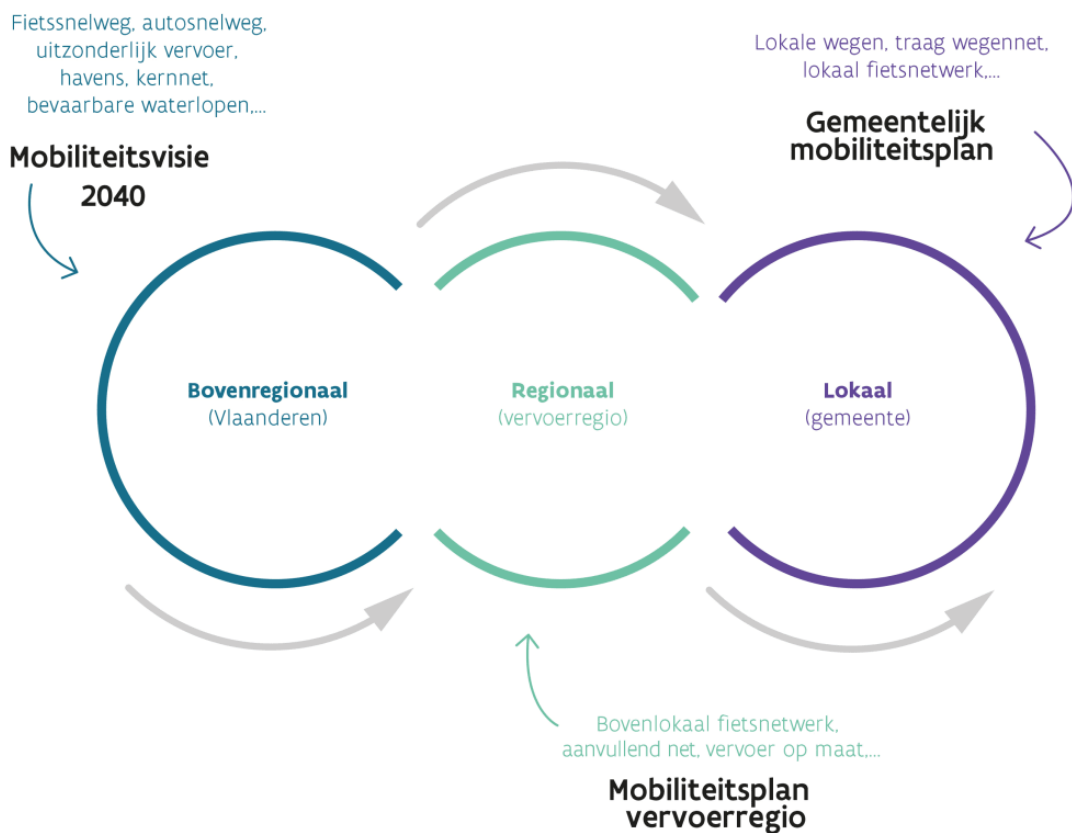 Fietssnelweg, autosnelweg,
uitzonderlijk vervoer,
havens, kernnet,
bevaarbare waterlopen,...
Mobiliteitsvisie
2040
Lokale wegen, traag wegennet,
lokaal fietsnetwerk,...
Gemeentelijk
mobiliteitsplan
Bovenregionaal
(Vlaanderen)
Regionaal
(vervoerregio)
Lokaal
(gemeente)
Bovenlokaal fietsnetwerk,
aanvullend net, vervoer op maat,...
Mobiliteitsplan
vervoerregio